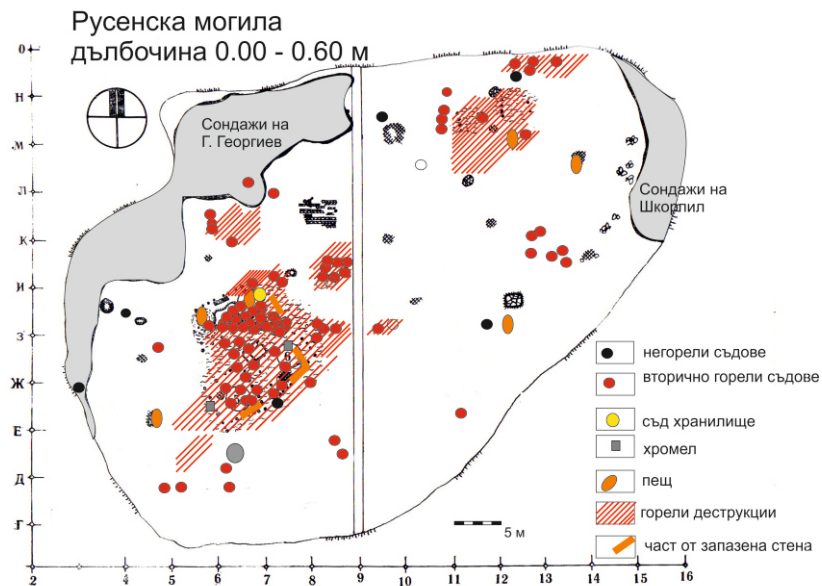 Русенска могила
дълбочина 0.00 - 0.60 м
Сондажи на
Г. Георгиев
Сондажи на
Шкорпил
О
Н
М
Л
К
И
З
Ж
Е
Д
Г
6
негорели съдове
вторично горели съдове
съд хранилище
хромел
пещ
горели деструкции
част от запазена стена
5 м
2 4 5 6 7 8 9 10 11 12 13 14 15 16